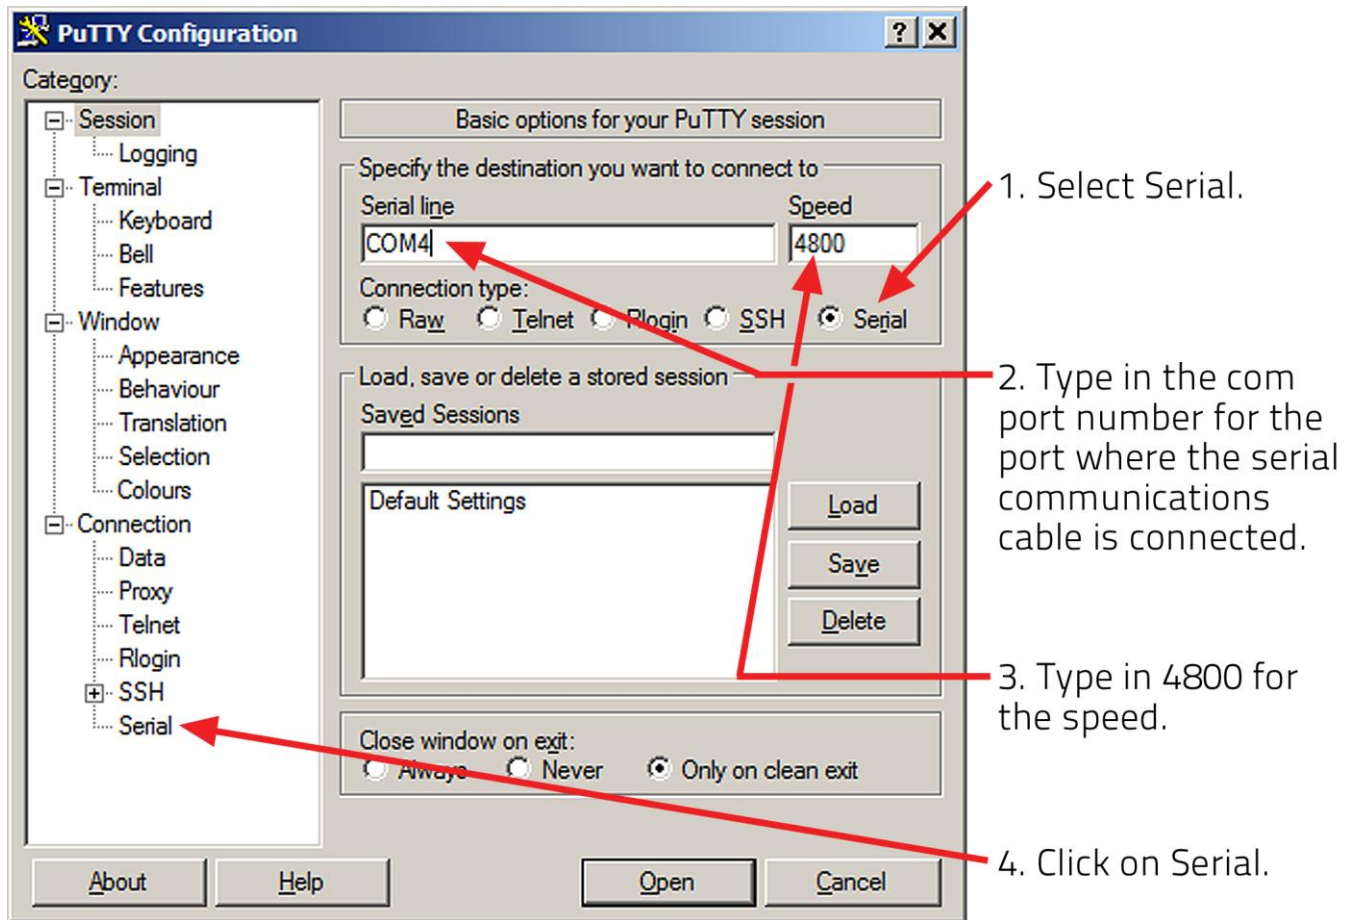 PuTTY Configuration
Category:
Session
Logging
Terminal
Keyboard
Bell
Features
Window
Appearance
Behaviour
Translation
Selection
Colours
Connection
Data
Proxy
Telnet
Rlogin
SSH
Serial
Basic options for your PuTTY session
Specify the destination you want to connect to
Serial line Speed
COM4 4800
Connection type:
Raw Telnet Rlogin SSH Serial
Load, save or delete a stored session
Saved Sessions
Default Settings
Load
Save
Delete
Close window on exit:
Always Never Only on clean exit
About Help Open Cancel
1. Select Serial.
2. Type in the com
port number for the
port where the serial
communications
cable is connected.
3. Type in 4800 for
the speed.
4. Click on Serial.